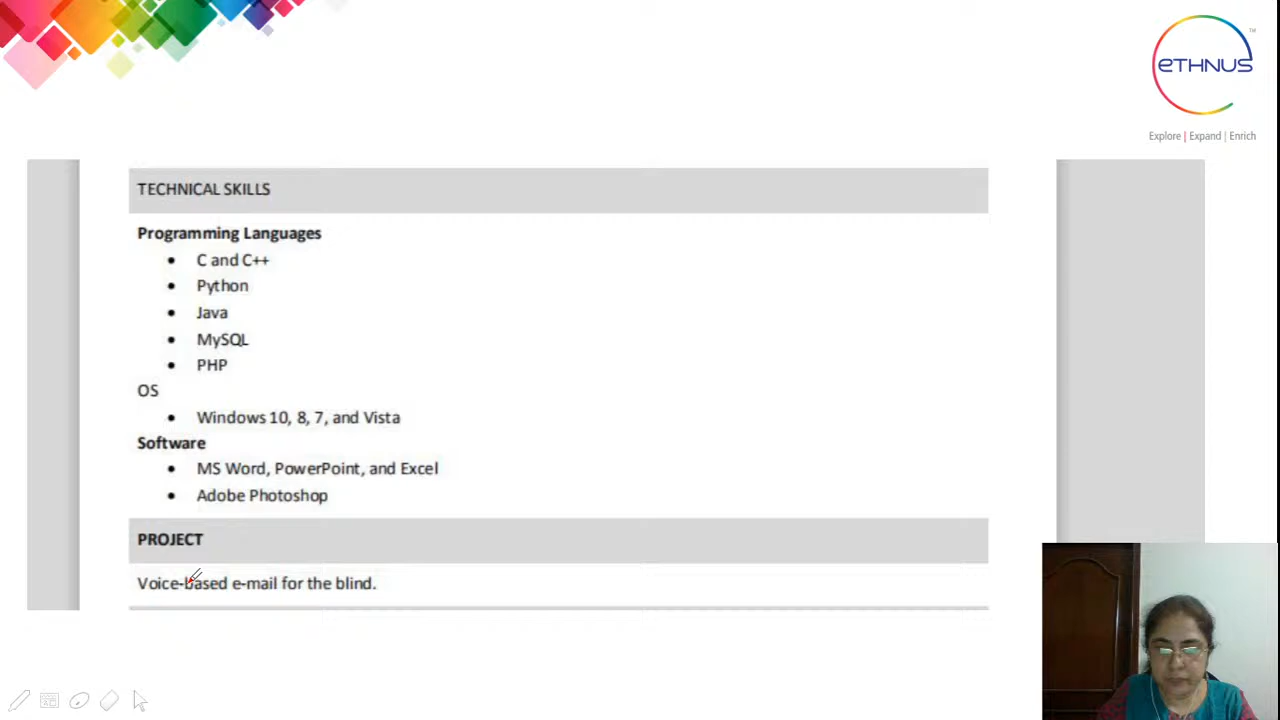 eTHNUS
TM
Explore | Expand | Enrich
TECHNICAL SKILLS
Programming Languages
• C and C++
• Python
• Java
• MySQL
• PHP
OS
• Windows 10, 8, 7, and Vista
Software
• MS Word, PowerPoint, and Excel
• Adobe Photoshop
PROJECT
Voice-based e-mail for the blind.